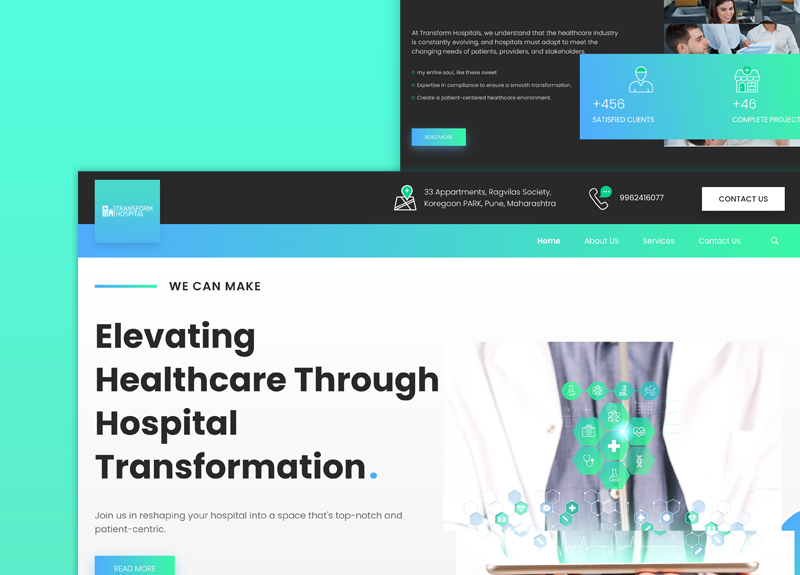 At Transform Hospitals, we understand that the healthcare industry
is constantly evolving, and hospitals must adapt to meet the
changing needs of patients, providers, and stakeholders.
my entire soul, like these sweet
Expertise in compliance to ensure a smooth transformation.
Create a patient-centered healthcare environment.
READ MORE
+456
SATISFIED CLIENTS
+46
COMPLETE PROJECT
TRANSFORM
HOSPITAL
33 Appartments, Ragvilas Society,
Koregaon PARK, Pune, Maharashtra
9962416077
CONTACT US
Home
About US
Services
Contact Us
WE CAN MAKE
Elevating
Healthcare Through
Hospital
Transformation.
Join us in reshaping your hospital into a space that's top-notch and
patient-centric.
READ MORE